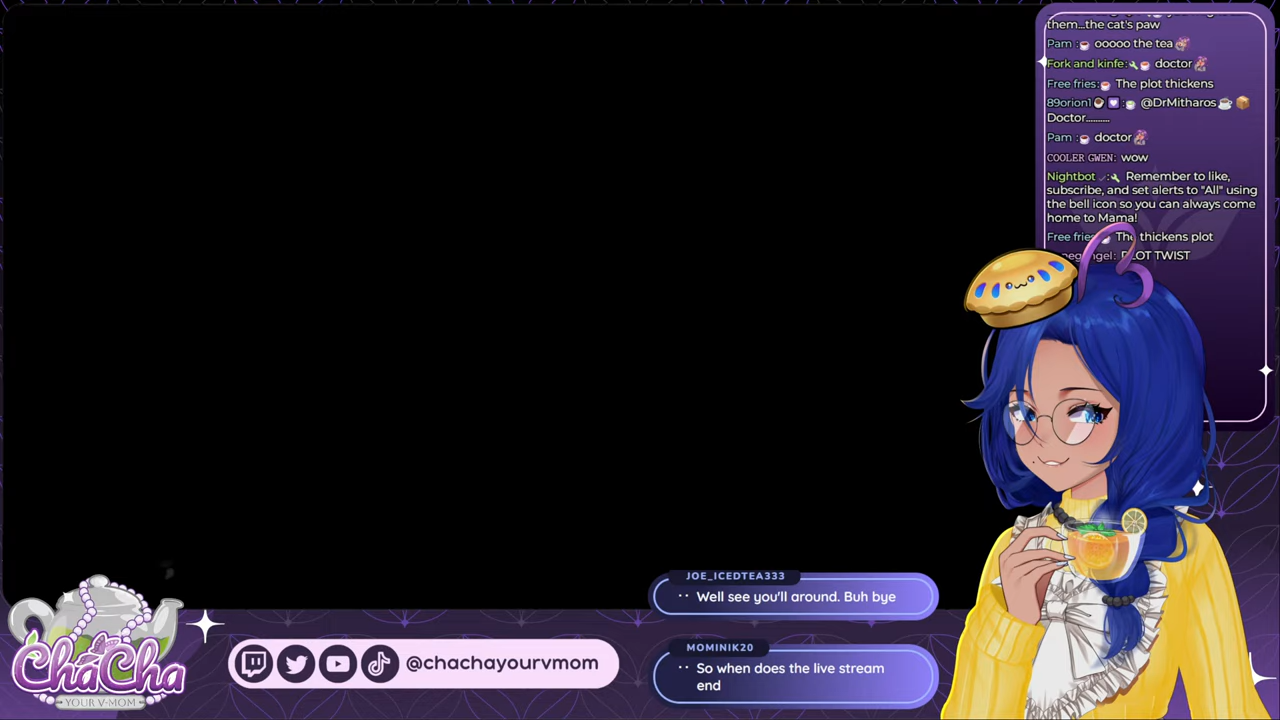 them...the cat's paw
Pam : ooooo the tea
Fork and kinfe: doctor
Free fries: The plot thickens
89orion1 : @DrMitharos
Doctor..........
Pam : doctor
COOLER GWEN: wow
Nightbot : Remember to like,
subscribe, and set alerts to "All" using
the bell icon so you can always come
home to Mama!
Free fries: The thickens plot
PLOT TWIST
JOE_ICEDTEA333
·· Well see you'll around. Buh bye
MOMINIK20
·· So when does the live stream
end
@chachayourvmom
ChaCha
YOUR V-MOM